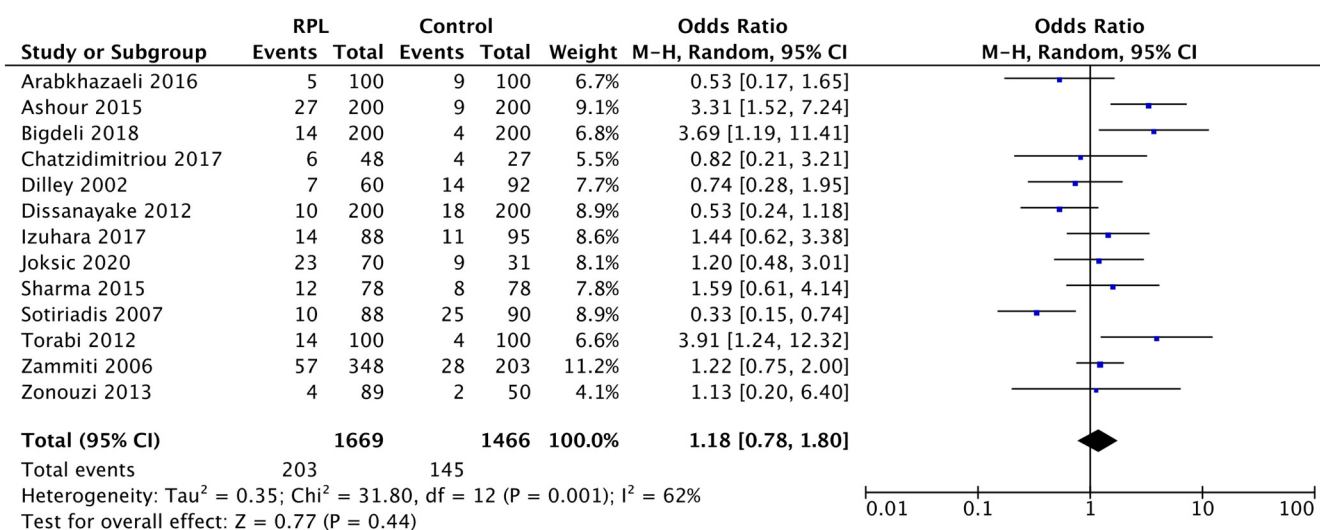 RPL Control Odds Ratio Odds Ratio
Study or Subgroup Events Total Events Total Weight M-H, Random, 95% CI M-H, Random, 95% CI
Arabkhazaeli 2016 5 100 9 100 6.7% 0.53 [0.17, 1.65]
Ashour 2015 27 200 9 200 9.1% 3.31 [1.52, 7.24]
Bigdeli 2018 14 200 4 200 6.8% 3.69 [1.19, 11.41]
Chatzidimitriou 2017 6 48 4 27 5.5% 0.82 [0.21, 3.21]
Dilley 2002 7 60 14 92 7.7% 0.74 [0.28, 1.95]
Dissanayake 2012 10 200 18 200 8.9% 0.53 [0.24, 1.18]
Izuhara 2017 14 88 11 95 8.6% 1.44 [0.62, 3.38]
Joksic 2020 23 70 9 31 8.1% 1.20 [0.48, 3.01]
Sharma 2015 12 78 8 78 7.8% 1.59 [0.61, 4.14]
Sotiriadis 2007 10 88 25 90 8.9% 0.33 [0.15, 0.74]
Torabi 2012 14 100 4 100 6.6% 3.91 [1.24, 12.32]
Zammiti 2006 57 348 28 203 11.2% 1.22 [0.75, 2.00]
Zonouzi 2013 4 89 2 50 4.1% 1.13 [0.20, 6.40]
Total (95% CI) 1669 1466 100.0% 1.18 [0.78, 1.80]
Total events 203 145
Heterogeneity: Tau² = 0.35; Chi² = 31.80, df = 12 (P = 0.001); I² = 62%
Test for overall effect: Z = 0.77 (P = 0.44)
0.01 0.1 1 10 100